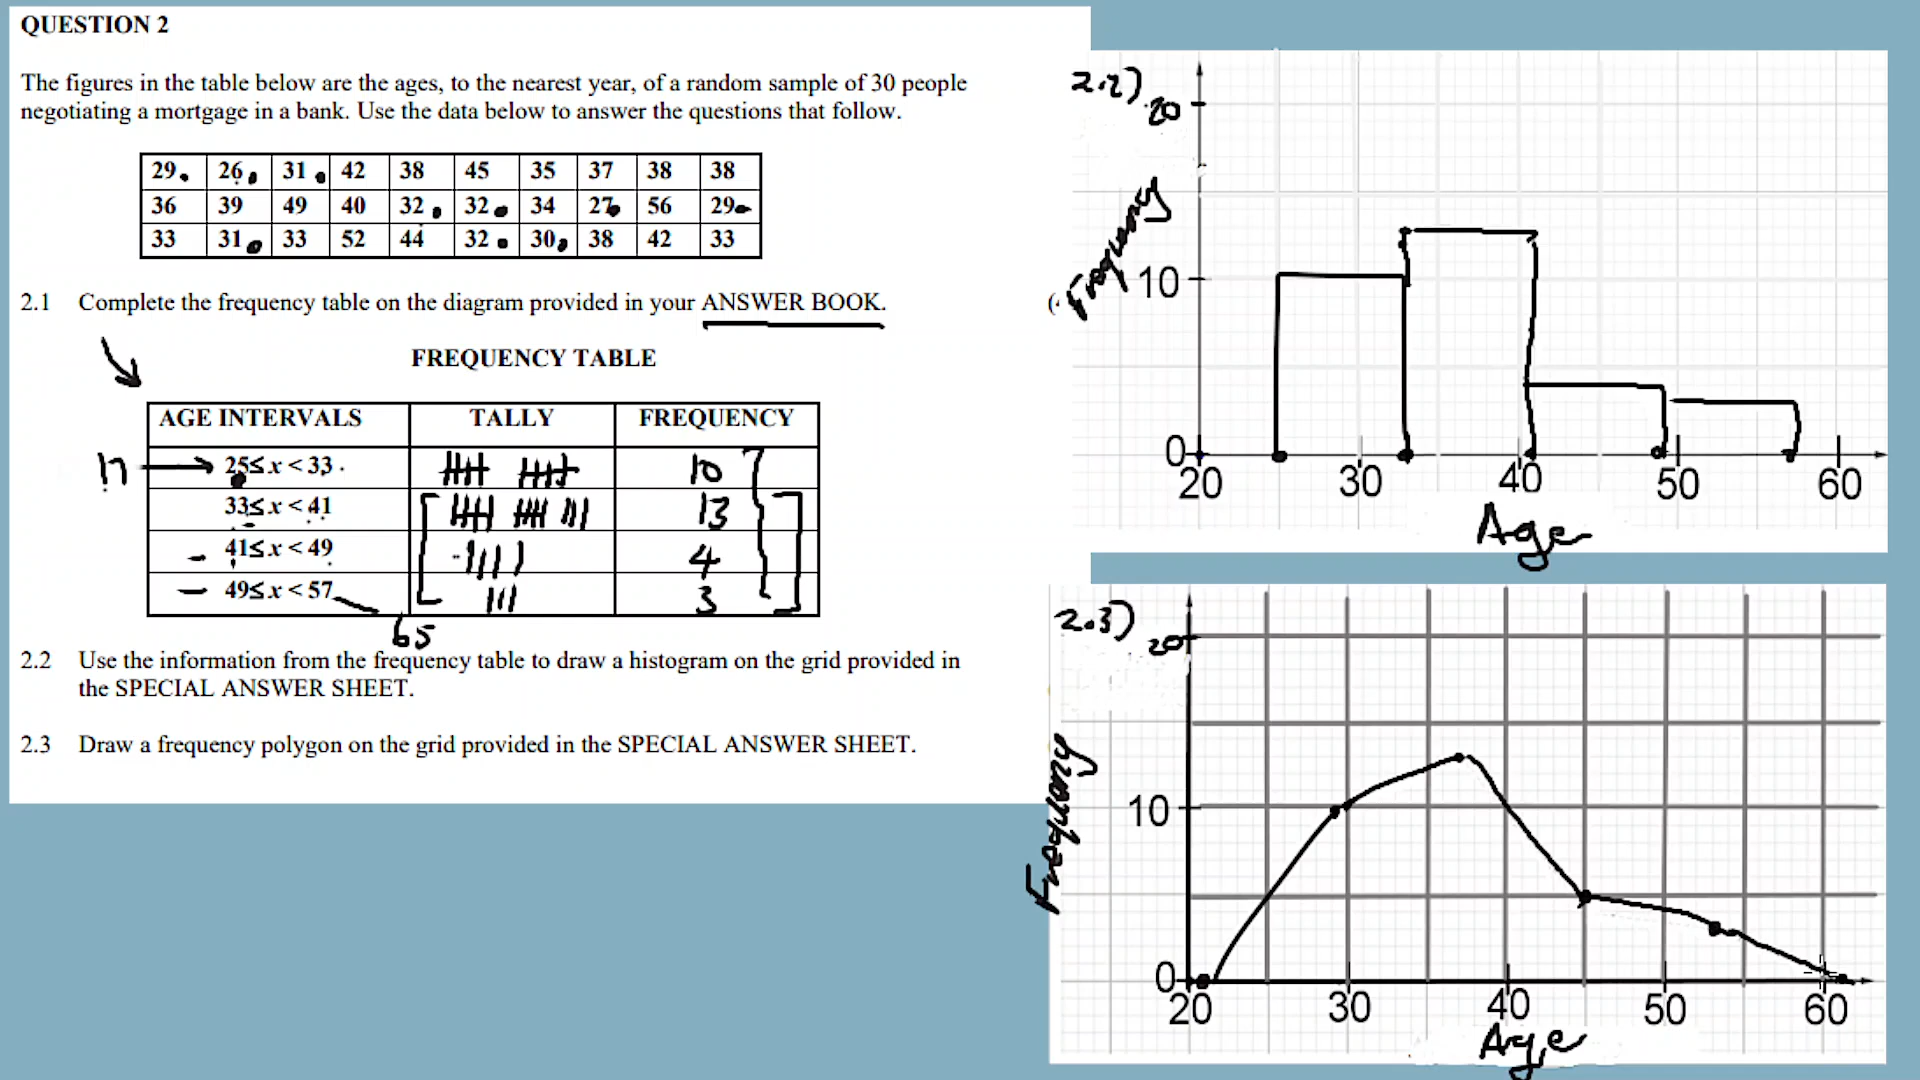 QUESTION 2
The figures in the table below are the ages, to the nearest year, of a random sample of 30 people
negotiating a mortgage in a bank. Use the data below to answer the questions that follow.
29 26 31 42 38 45 35 37 38 38
36 39 49 40 32 32 34 27 56 29
33 31 33 52 44 32 30 38 42 33
2.1 Complete the frequency table on the diagram provided in your ANSWER BOOK. (
FREQUENCY TABLE
AGE INTERVALS TALLY FREQUENCY
17 25≤x<33 10
33≤x<41 13
41≤x<49 4
49≤x<57 3
65
2.2 Use the information from the frequency table to draw a histogram on the grid provided in
the SPECIAL ANSWER SHEET.
2.3 Draw a frequency polygon on the grid provided in the SPECIAL ANSWER SHEET.
2.2)
20
Frequency
10
0
20 30 40 50 60
Age
2.3)
20
Frequency
10
0
20 30 40 50 60
Age